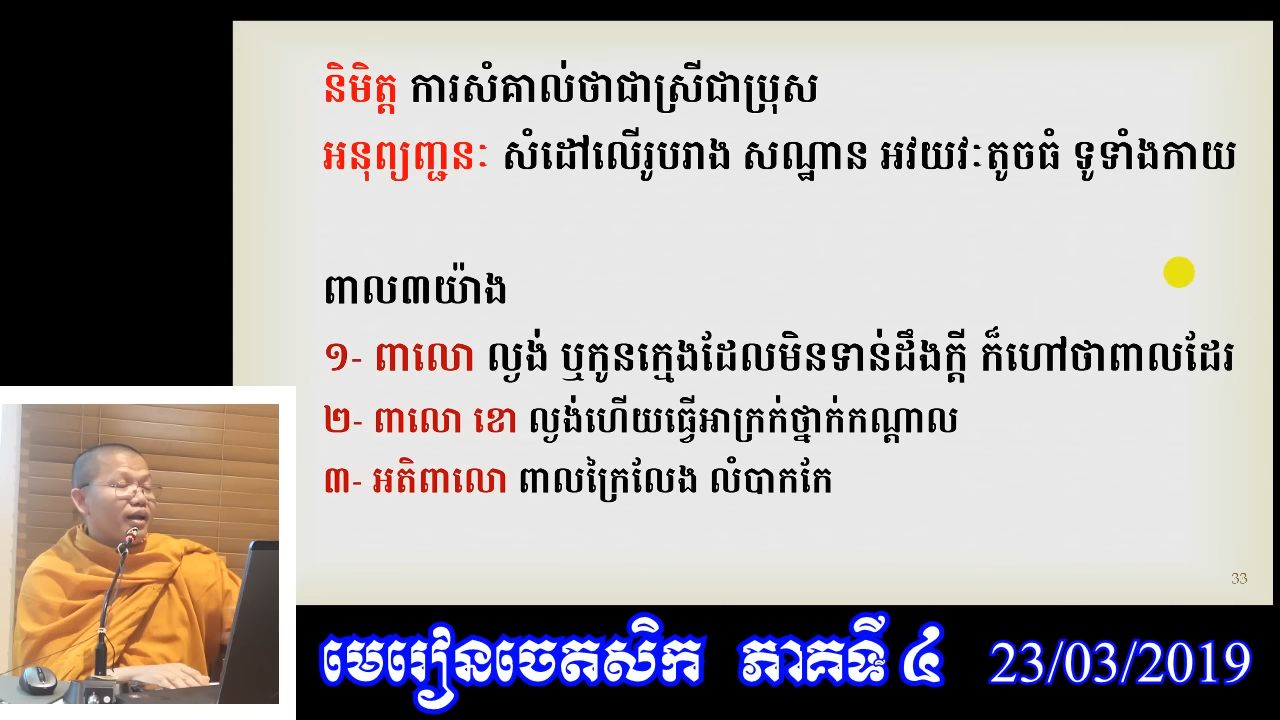 និមិត្ត ការសំគាល់ថាជាស្រីជាប្រុស
អនុព្យញ្ជនៈ សំដៅលើរូបរាង សណ្ឋាន អវយវៈតូចធំ ទូទាំងកាយ
ពាល៣យ៉ាង
១- ពាលោ ល្ងង់ ឬកូនក្មេងដែលមិនទាន់ដឹងក្តី ក៏ហៅថាពាលដែរ
២- ពាលោ ខោ ល្ងង់ហើយធ្វើអាក្រក់ថ្នាក់កណ្តាល
៣- អតិពាលោ ពាលក្រៃលែង លំបាកកែ
33
មេរៀនចេតសិក ភាគទី ៤ 23/03/2019